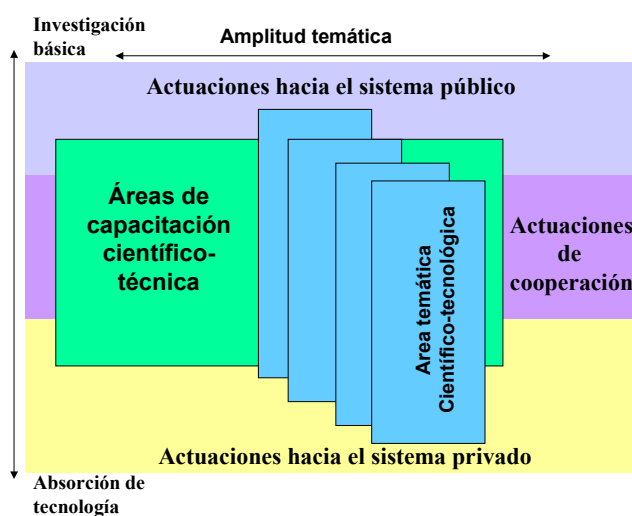 Investigación
básica
Amplitud temática
Actuaciones hacia el sistema público
Áreas de
capacitación
científico-
técnica
Area temática
Científico-tecnológica
Actuaciones
de
cooperación
Actuaciones hacia el sistema privado
Absorción de
tecnología